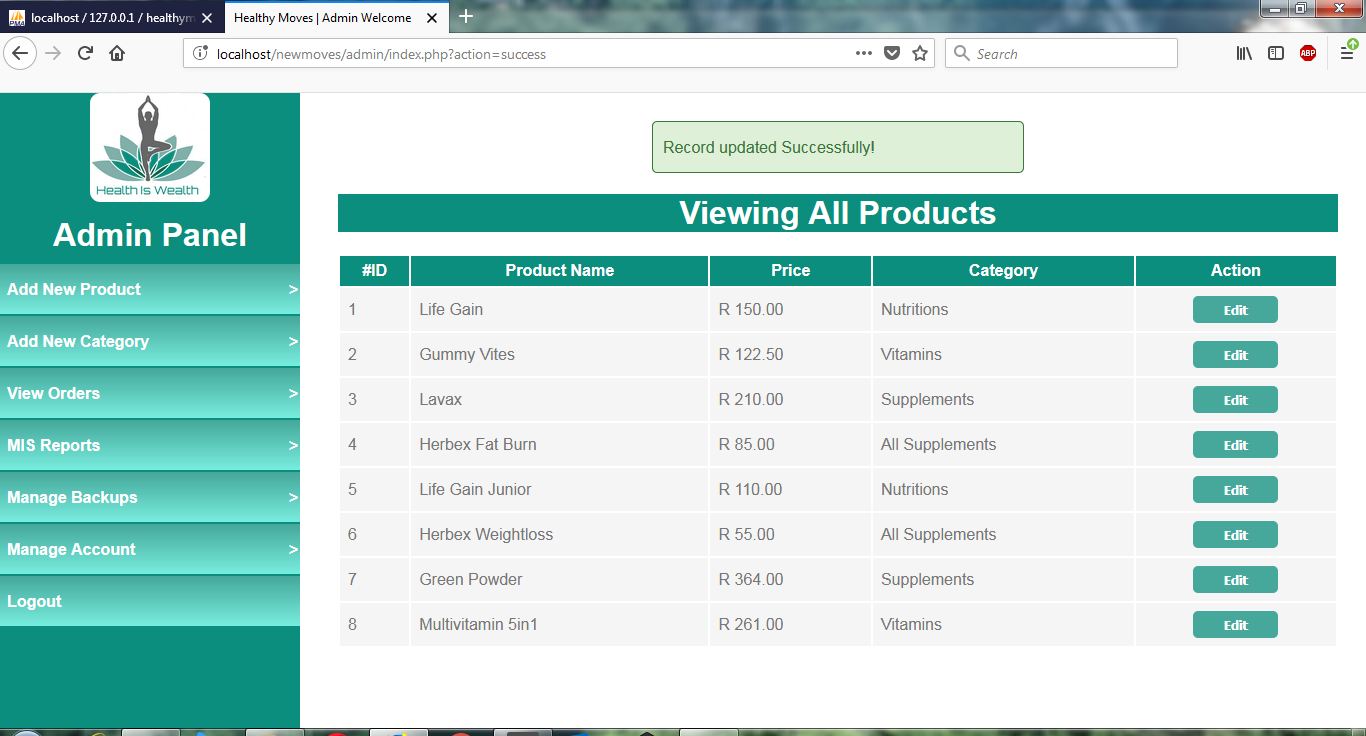 localhost / 127.0.0.1 / healthym
Healthy Moves | Admin Welcome
localhost/newmoves/admin/index.php?action=success
Search
ABP
Health Is Wealth
Admin Panel
Add New Product >
Add New Category >
View Orders >
MIS Reports >
Manage Backups >
Manage Account >
Logout
Record updated Successfully!
Viewing All Products
#ID Product Name Price Category Action
1 Life Gain R 150.00 Nutritions Edit
2 Gummy Vites R 122.50 Vitamins Edit
3 Lavax R 210.00 Supplements Edit
4 Herbex Fat Burn R 85.00 All Supplements Edit
5 Life Gain Junior R 110.00 Nutritions Edit
6 Herbex Weightloss R 55.00 All Supplements Edit
7 Green Powder R 364.00 Supplements Edit
8 Multivitamin 5in1 R 261.00 Vitamins Edit